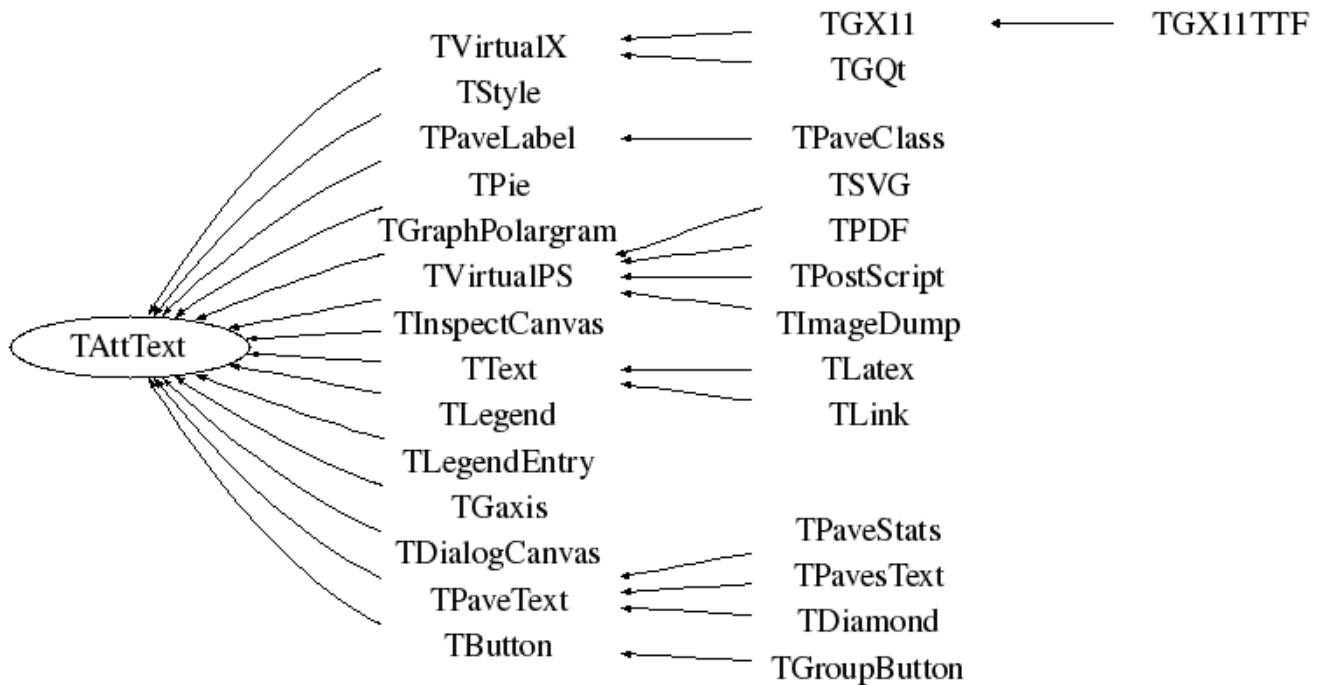 TAttText
TVirtualX
TStyle
TPaveLabel
TPie
TGraphPolargram
TVirtualPS
TInspectCanvas
TText
TLegend
TLegendEntry
TGaxis
TDialogCanvas
TPaveText
TButton
TGX11
TGQt
TPaveClass
TSVG
TPDF
TPostScript
TImageDump
TLatex
TLink
TPaveStats
TPavesText
TDiamond
TGroupButton
TGX11TTF